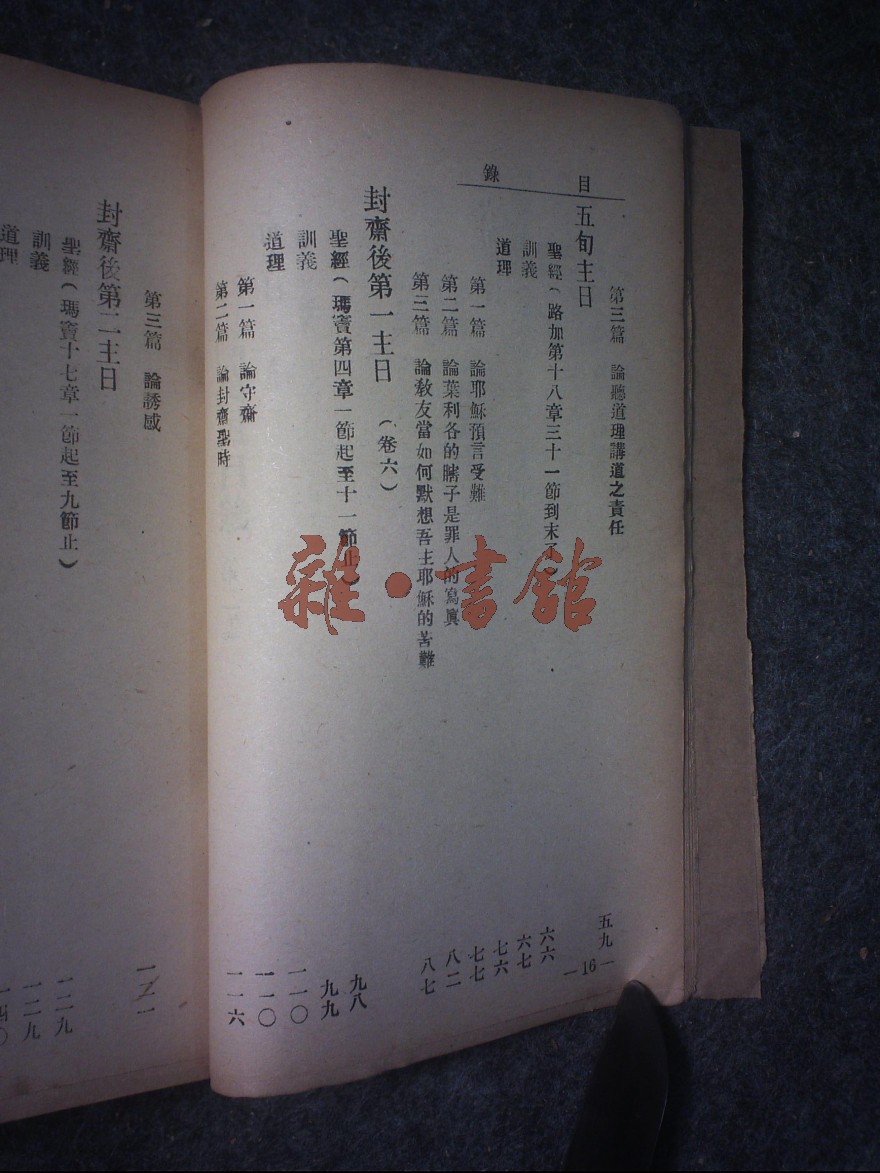 目錄
第三篇 論聽道理講道之責任 五九
五旬主日
聖經(路加第十八章三十一節到末了) 六六
訓義 六七
道理 七六
第一篇 論耶穌預言受難 七七
第二篇 論葉利各的瞎子是罪人的寫眞 八二
第三篇 論敎友當如何默想吾主耶穌的苦難 八七
封齋後第一主日 (卷六)
聖經(瑪竇第四章一節起至十一節止) 九八
訓義 九九
道理 一一〇
第一篇 論守齋 一一〇
第二篇 論封齋聖時 一一六
—16—
第三篇 論誘感
封齋後第二主日
聖經(瑪竇十七章一節起至九節止) 一二九
訓義 一二九
道理
雜·書館